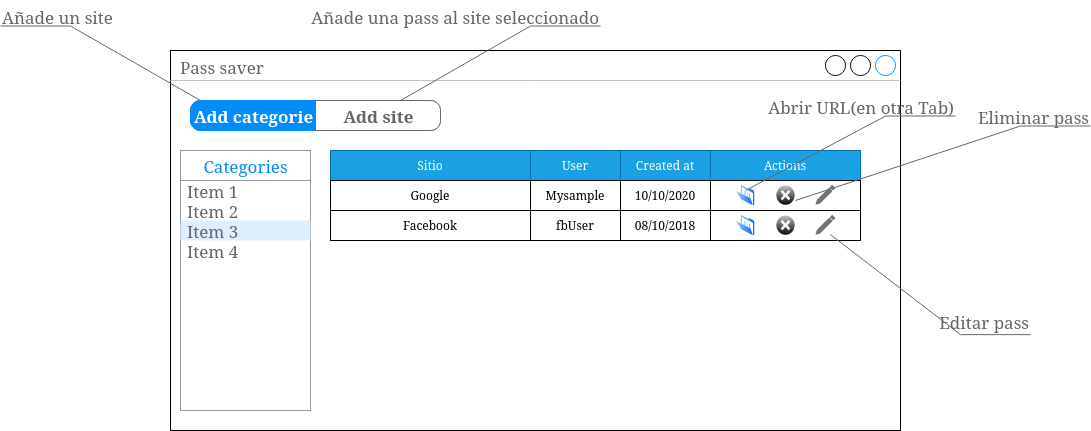 Añade un site
Añade una pass al site seleccionado
Pass saver
Add categorie
Add site
Abrir URL(en otra Tab)
Eliminar pass
Categories
Item 1
Item 2
Item 3
Item 4
Sitio User Created at Actions
Google Mysample 10/10/2020
Facebook fbUser 08/10/2018
Editar pass